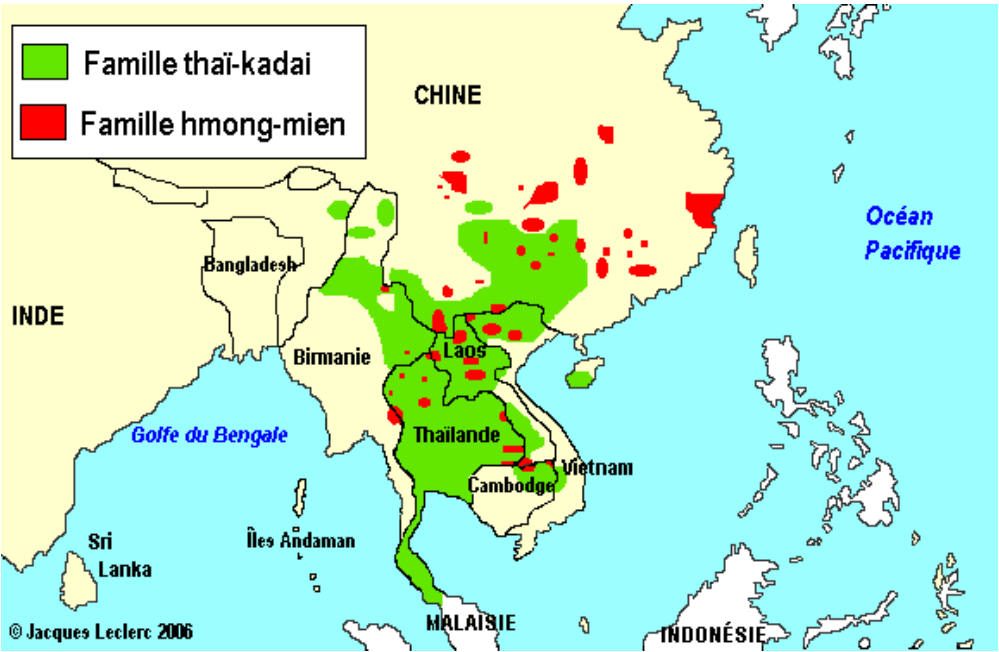 Famille thaï-kadai
Famille hmong-mien
CHINE
Océan
Pacifique
Bangladesh
INDE
Birmanie
Laos
Golfe du Bengale
Thaïlande
Vietnam
Cambodge
Sri
Lanka
Îles Andaman
MALAISIE
INDONÉSIE
© Jacques Leclerc 2006